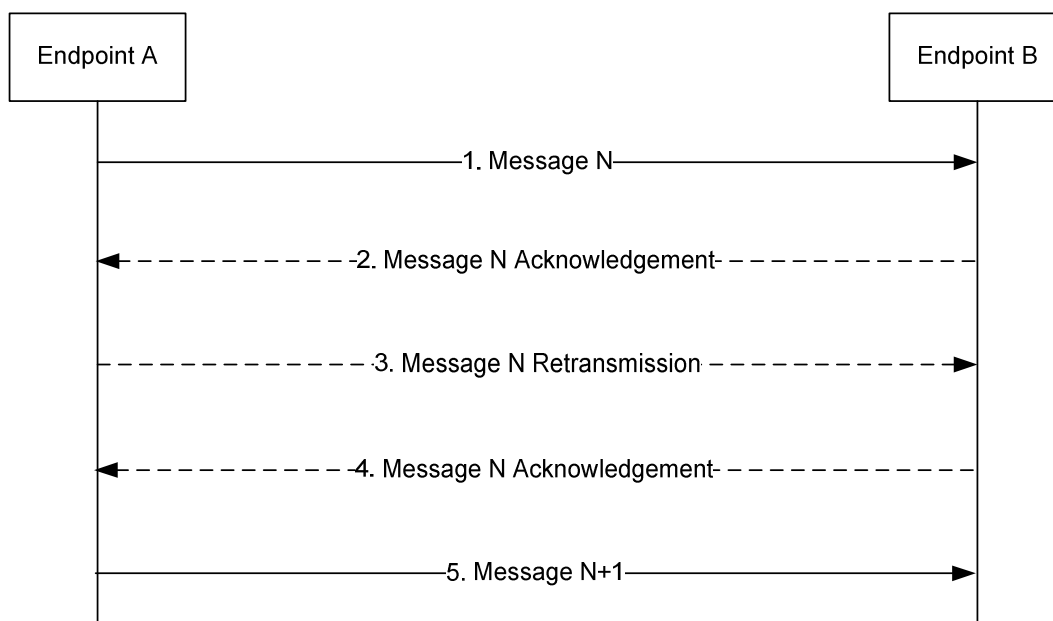 Endpoint A
Endpoint B
1. Message N
2. Message N Acknowledgement
3. Message N Retransmission
4. Message N Acknowledgement
5. Message N+1